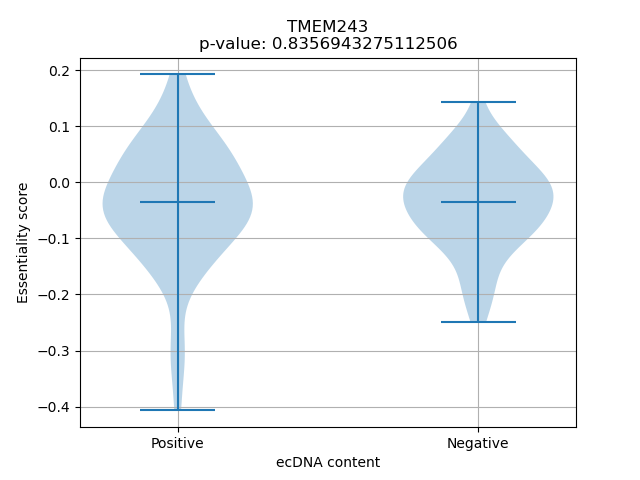 TMEM243
p-value: 0.8356943275112506
Essentiality score
0.2
0.1
0.0
−0.1
−0.2
−0.3
−0.4
Positive
Negative
ecDNA content